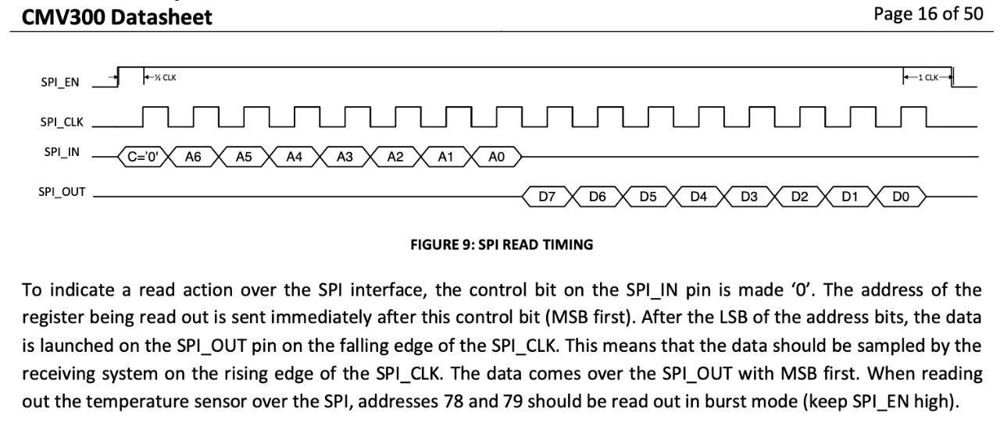 CMV300 Datasheet
Page 16 of 50
SPI_EN
½ CLK
1 CLK
SPI_CLK
SPI_IN
C='0' A6 A5 A4 A3 A2 A1 A0
SPI_OUT
D7 D6 D5 D4 D3 D2 D1 D0
FIGURE 9: SPI READ TIMING
To indicate a read action over the SPI interface, the control bit on the SPI_IN pin is made ‘0’. The address of the
register being read out is sent immediately after this control bit (MSB first). After the LSB of the address bits, the data
is launched on the SPI_OUT pin on the falling edge of the SPI_CLK. This means that the data should be sampled by the
receiving system on the rising edge of the SPI_CLK. The data comes over the SPI_OUT with MSB first. When reading
out the temperature sensor over the SPI, addresses 78 and 79 should be read out in burst mode (keep SPI_EN high).